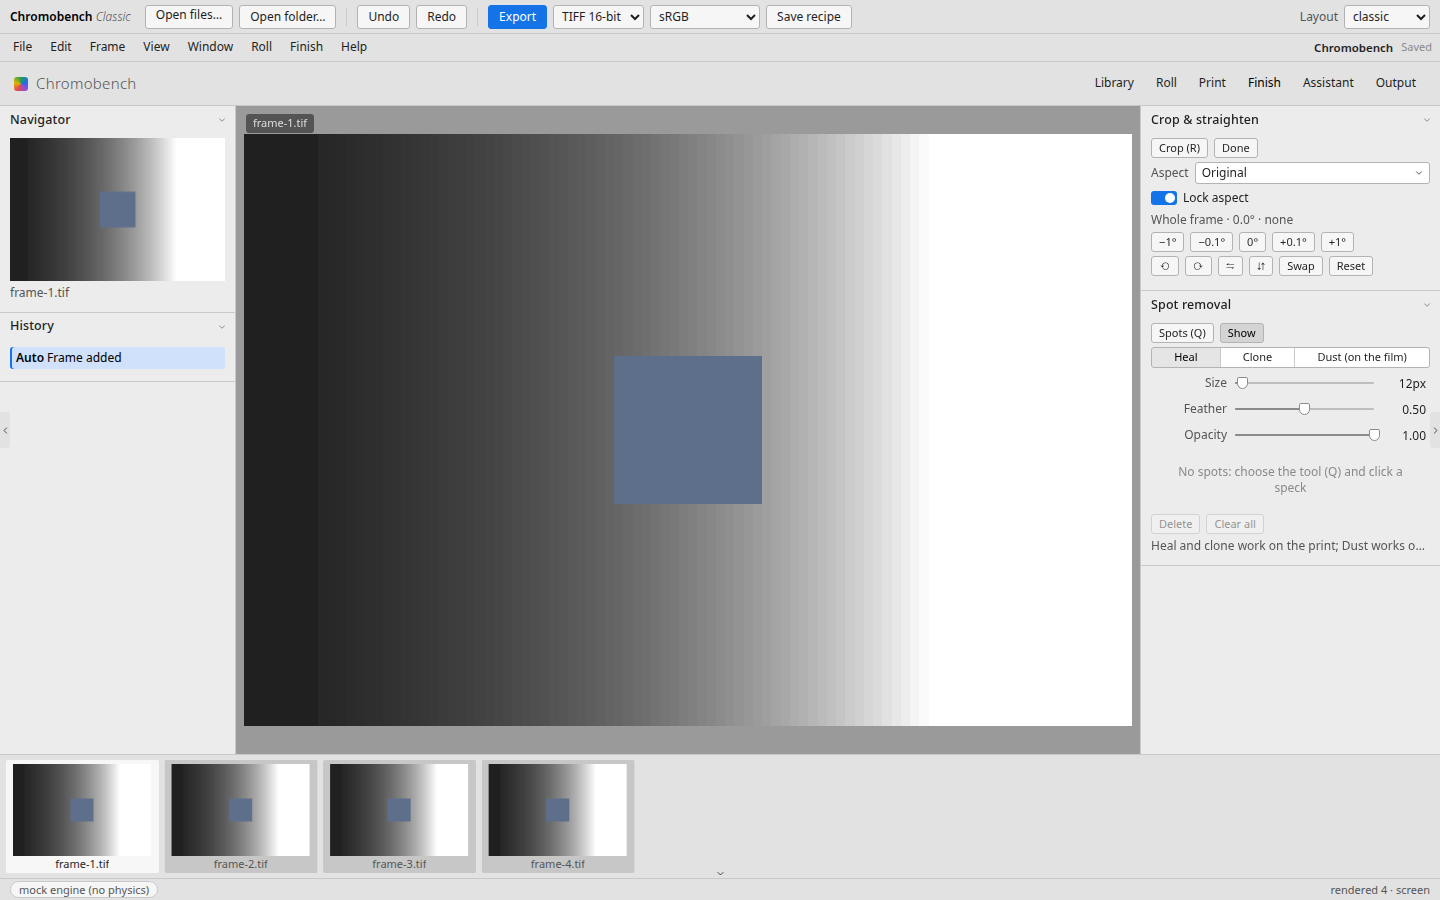 Chromobench Classic Open files... Open folder... Undo Redo Export TIFF 16-bit sRGB Save recipe Layout classic
File Edit Frame View Window Roll Finish Help Chromobench Saved
Chromobench Library Roll Print Finish Assistant Output
Navigator
frame-1.tif
History
Auto Frame added
frame-1.tif
Crop & straighten
Crop (R) Done
Aspect Original
Lock aspect
Whole frame · 0.0° · none
−1° −0.1° 0° +0.1° +1°
Swap Reset
Spot removal
Spots (Q) Show
Heal Clone Dust (on the film)
Size 12px
Feather 0.50
Opacity 1.00
No spots: choose the tool (Q) and click a
speck
Delete Clear all
Heal and clone work on the print; Dust works o...
frame-1.tif frame-2.tif frame-3.tif frame-4.tif
mock engine (no physics) rendered 4 · screen